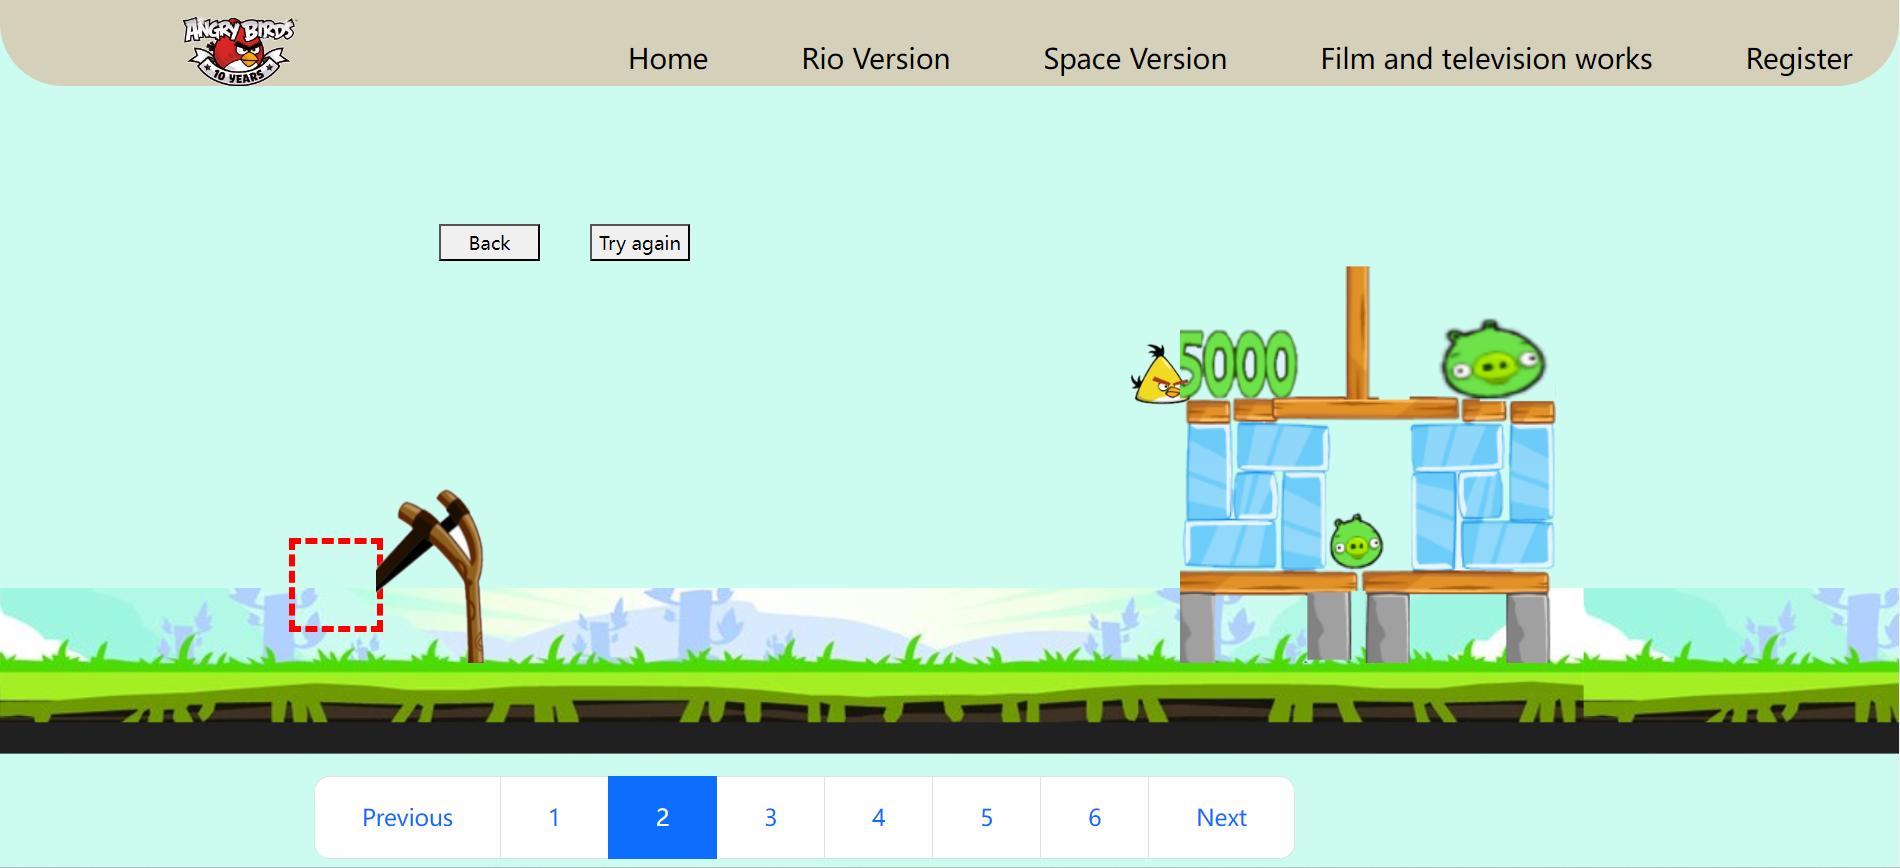 ANGRY BIRDS
10 YEARS
Home Rio Version Space Version Film and television works Register
Back Try again
5000
Previous 1 2 3 4 5 6 Next